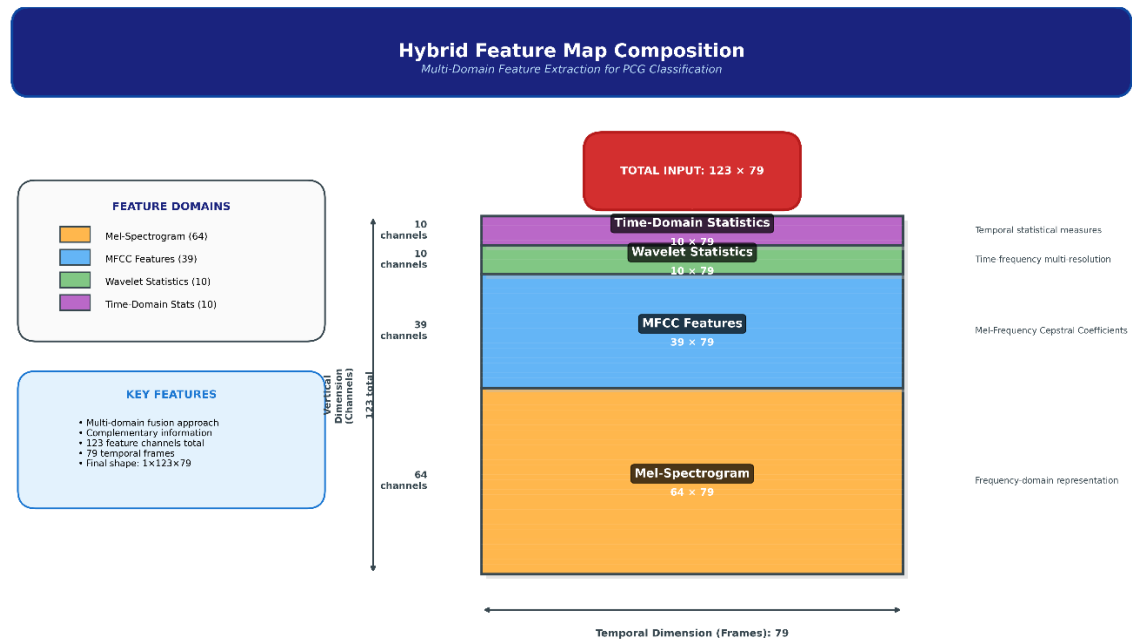 Hybrid Feature Map Composition
Multi-Domain Feature Extraction for PCG Classification
TOTAL INPUT: 123 × 79
FEATURE DOMAINS
Mel-Spectrogram (64)
MFCC Features (39)
Wavelet Statistics (10)
Time-Domain Stats (10)
KEY FEATURES
• Multi-domain fusion approach
• Complementary information
• 123 feature channels total
• 79 temporal frames
• Final shape: 1×123×79
Vertical
Dimension
(Channels)
123 total
10
channels
Time-Domain Statistics
10 × 79
Temporal statistical measures
10
channels
Wavelet Statistics
10 × 79
Time-frequency multi-resolution
39
channels
MFCC Features
39 × 79
Mel-Frequency Cepstral Coefficients
64
channels
Mel-Spectrogram
64 × 79
Frequency-domain representation
Temporal Dimension (Frames): 79